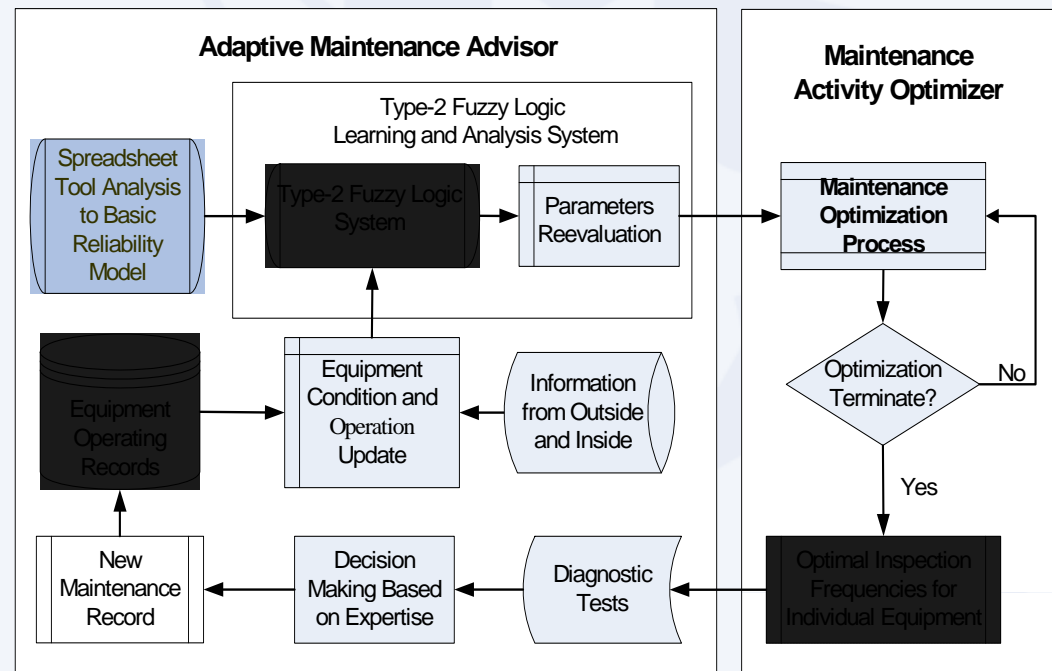 Adaptive Maintenance Advisor
Maintenance
Activity Optimizer
Type-2 Fuzzy Logic
Learning and Analysis System
Spreadsheet
Tool Analysis
to Basic
Reliability
Model
Type-2 Fuzzy Logic
System
Parameters
Reevaluation
Maintenance
Optimization
Process
Equipment
Operating
Records
Equipment
Condition and
Operation
Update
Information
from Outside
and Inside
Optimization
Terminate?
No
Yes
New
Maintenance
Record
Decision
Making Based
on Expertise
Diagnostic
Tests
Optimal Inspection
Frequencies for
Individual Equipment